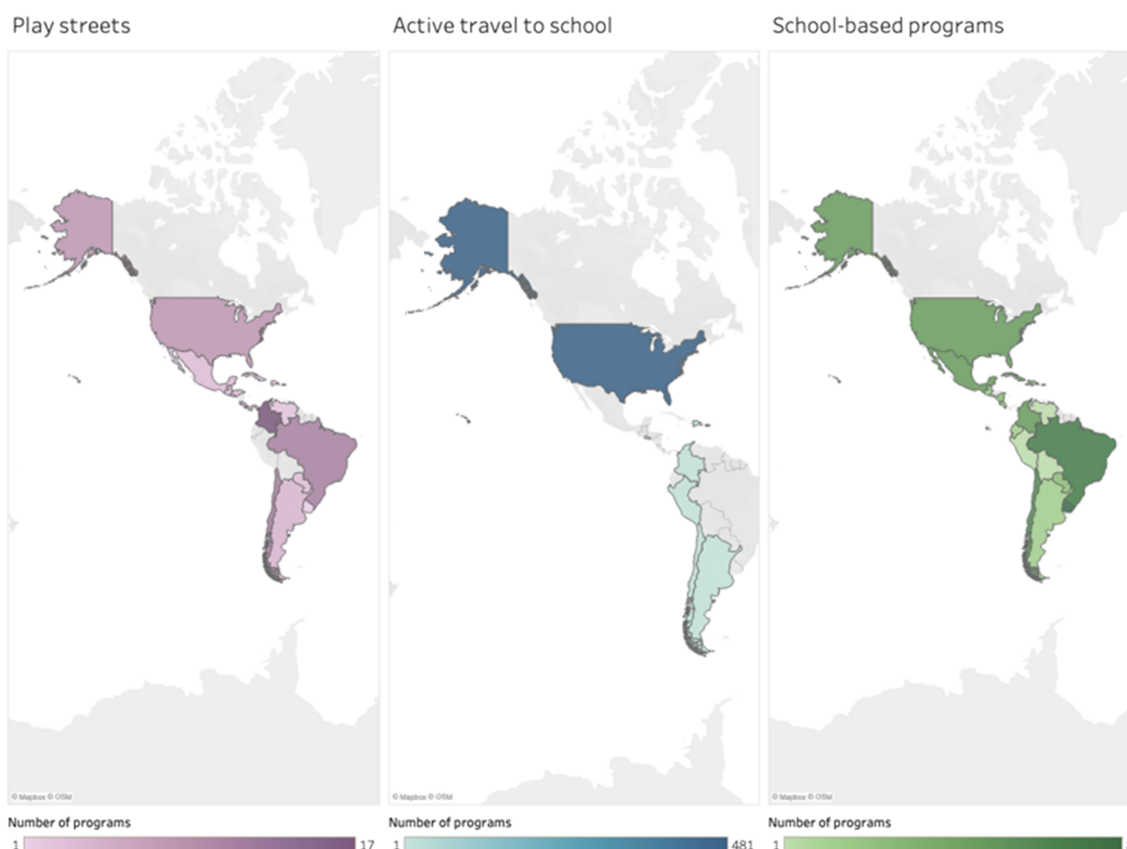 Play streets
Active travel to school
School-based programs
© Mapbox © OSM
© Mapbox © OSM
© Mapbox © OSM
Number of programs
Number of programs
Number of programs
1 17
1 481
1